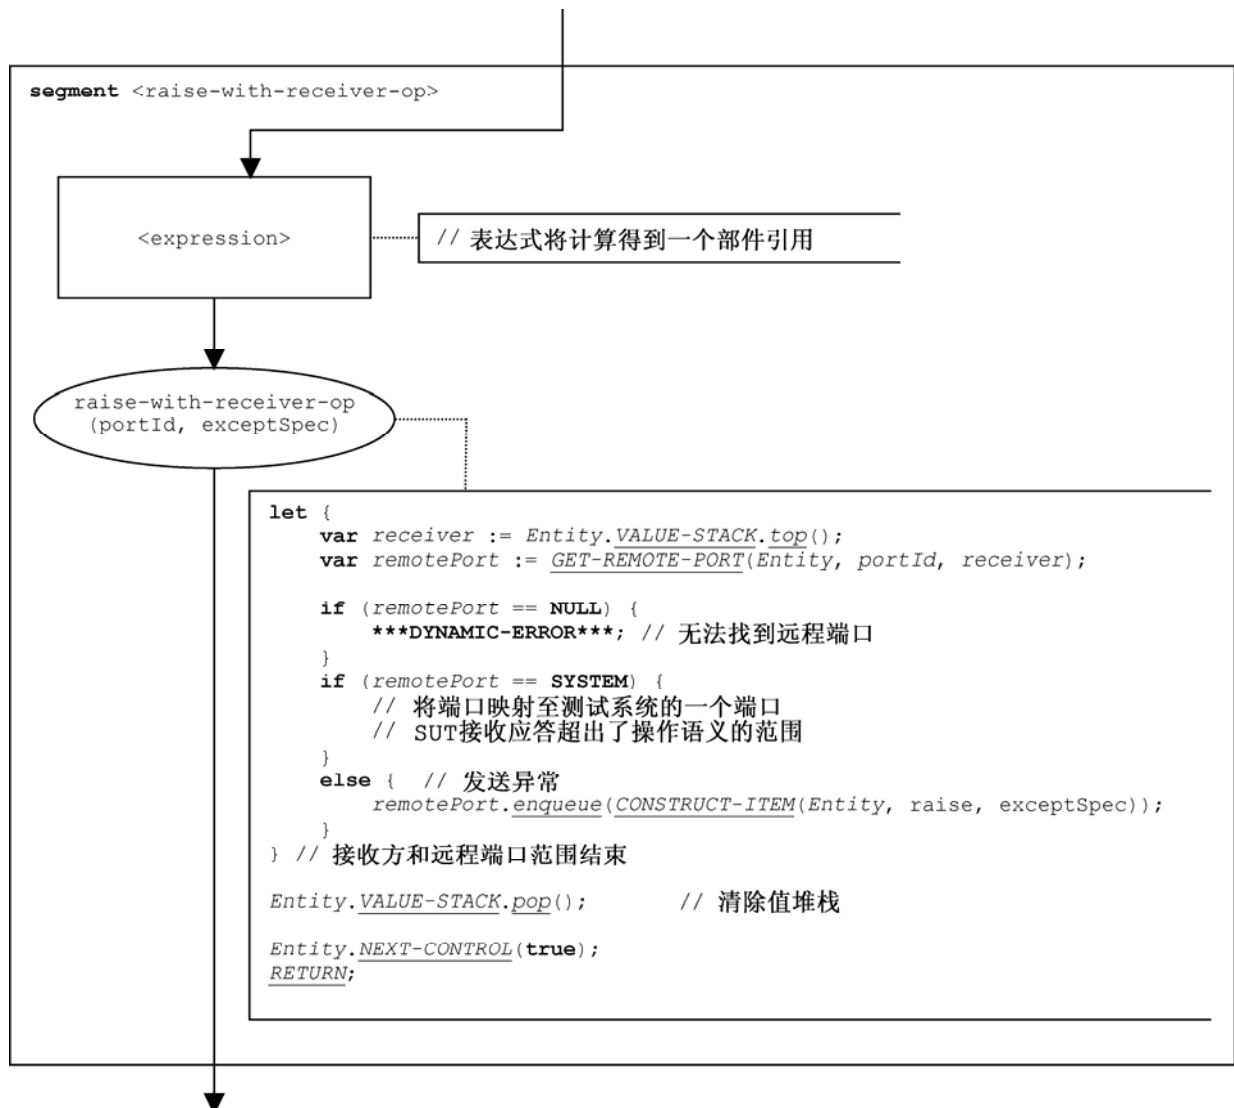 segment <raise-with-receiver-op>
<expression>
// 表达式将计算得到一个部件引用
raise-with-receiver-op
(portId, exceptSpec)
let {
var receiver := Entity.VALUE-STACK.top();
var remotePort := GET-REMOTE-PORT(Entity, portId, receiver);
if (remotePort == NULL) {
***DYNAMIC-ERROR***; // 无法找到远程端口
}
if (remotePort == SYSTEM) {
// 将端口映射至测试系统的一个端口
// SUT接收应答超出了操作语义的范围
}
else { // 发送异常
remotePort.enqueue(CONSTRUCT-ITEM(Entity, raise, exceptSpec));
}
} // 接收方和远程端口范围结束
Entity.VALUE-STACK.pop(); // 清除值堆栈
Entity.NEXT-CONTROL(true);
RETURN;